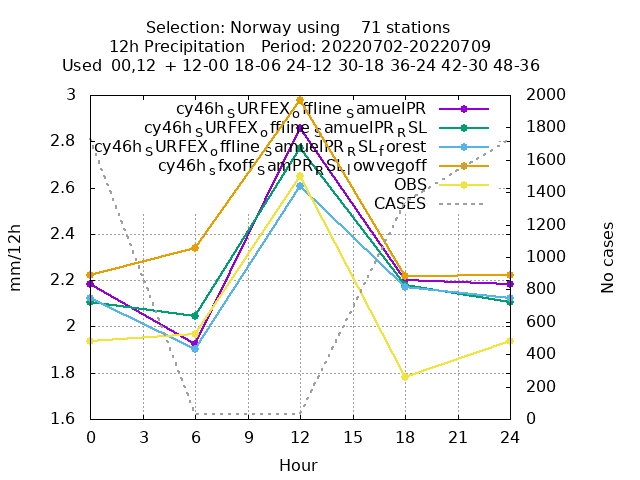 Selection: Norway using 71 stations
12h Precipitation Period: 20220702-20220709
Used 00,12 + 12-00 18-06 24-12 30-18 36-24 42-30 48-36
3 2000
cy46h_SURFEX_offline_SamuelPR
2.8 1800
cy46h_SURFEX_offline_SamuelPR_RSL
1600
cy46h_SURFEX_offline_SamuelPR_RSL_forest
cy46h_sfxoff_SamPR_RSL_lowvegoff
2.6 1400
OBS
CASES
1200
2.4
1000
2.2 800
2 600
400
1.8
200
1.6 0
mm/12h
No cases
0 3 6 9 12 15 18 21 24
Hour